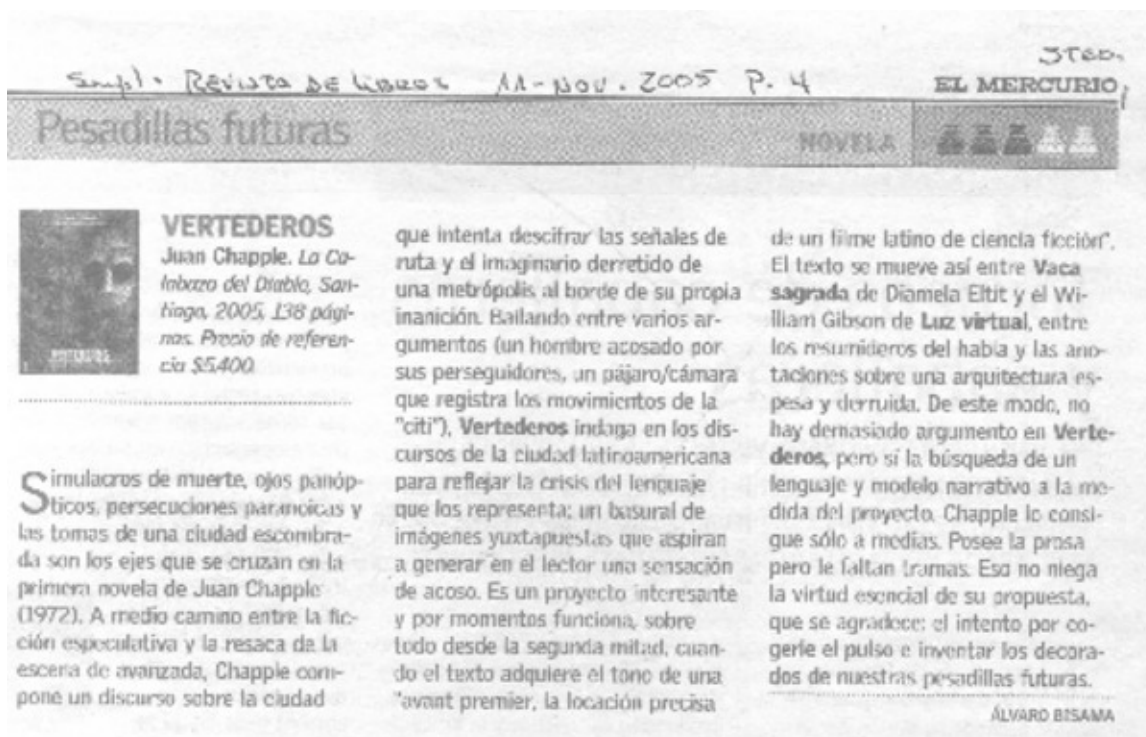 Supl. Revista de Libros 11-Nov. 2005 P. 4
Stgo.
EL MERCURIO,
Pesadillas futuras
NOVELA
VERTEDEROS
Juan Chapple. La Ca-
labaza del Diablo, San-
tiago, 2005, 138 pági-
nas. Precio de referen-
cia $5.400
Simulacros de muerte, ojos panóp-
ticos, persecuciones paranoicas y
las tomas de una ciudad escombra-
da son los ejes que se cruzan en la
primera novela de Juan Chapple
(1972). A medio camino entre la fic-
ción especulativa y la resaca de la
escena de avanzada, Chapple com-
pone un discurso sobre la ciudad
que intenta descifrar las señales de
ruta y el imaginario derretido de
una metrópolis al borde de su propia
inanición. Bailando entre varios ar-
gumentos (un hombre acosado por
sus perseguidores, un pájaro/cámara
que registra los movimientos de la
"citi"), Vertederos indaga en los dis-
cursos de la ciudad latinoamericana
para reflejar la crisis del lenguaje
que los representa: un basural de
imágenes yuxtapuestas que aspiran
a generar en el lector una sensación
de acoso. Es un proyecto interesante
y por momentos funciona, sobre
todo desde la segunda mitad, cuan-
do el texto adquiere el tono de una
"avant premier, la locación precisa
de un filme latino de ciencia ficción".
El texto se mueve así entre Vaca
sagrada de Diamela Eltit y el Wi-
lliam Gibson de Luz virtual, entre
los resumideros del habla y las ano-
taciones sobre una arquitectura es-
pesa y derruida. De este modo, no
hay demasiado argumento en Verte-
deros, pero sí la búsqueda de un
lenguaje y modelo narrativo a la me-
dida del proyecto. Chapple lo consi-
gue sólo a medias. Posee la prosa
pero le faltan tramas. Eso no niega
la virtud esencial de su propuesta,
que se agradece: el intento por co-
gerle el pulso e inventar los decora-
dos de nuestras pesadillas futuras.
ÁLVARO BISAMA